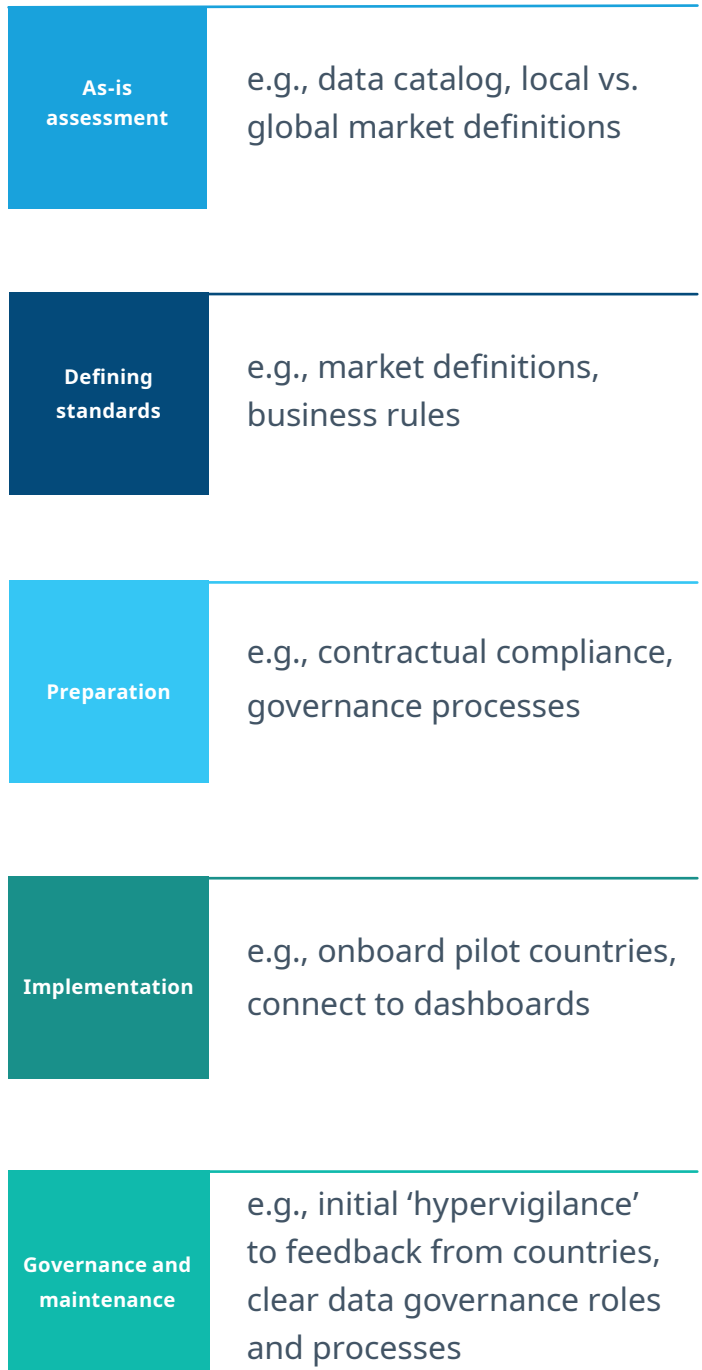 As-is
assessment
e.g., data catalog, local vs.
global market definitions
Defining
standards
e.g., market definitions,
business rules
Preparation
e.g., contractual compliance,
governance processes
Implementation
e.g., onboard pilot countries,
connect to dashboards
Governance and
maintenance
e.g., initial ‘hypervigilance’
to feedback from countries,
clear data governance roles
and processes